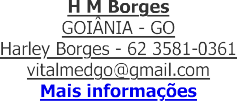 H M Borges
GOIÂNIA - GO
Harley Borges - 62 3581-0361
vitalmedgo@gmail.com
Mais informações